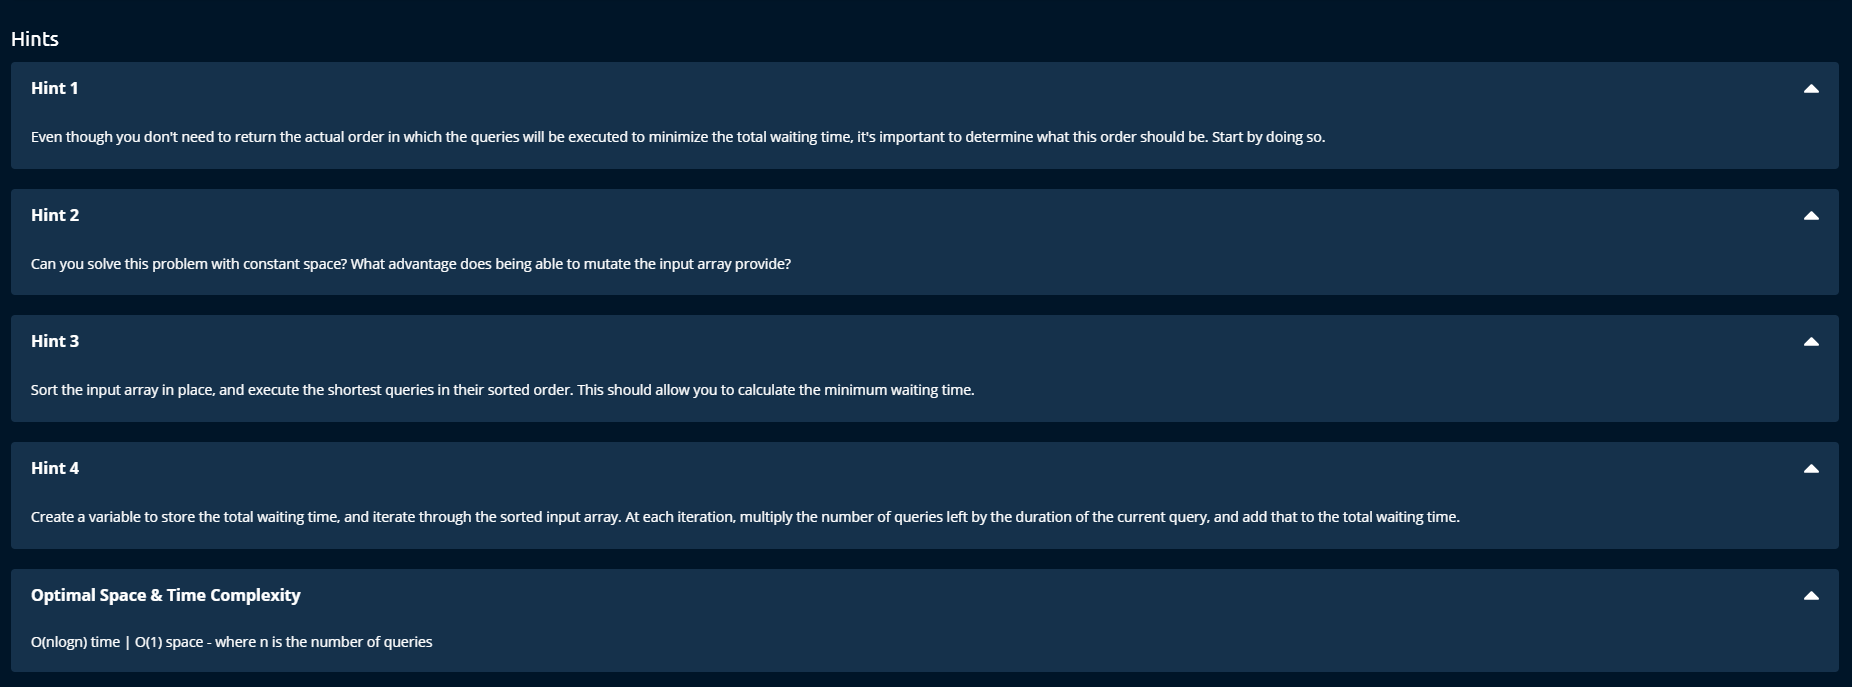 Hints
Hint 1
Even though you don't need to return the actual order in which the queries will be executed to minimize the total waiting time, it's important to determine what this order should be. Start by doing so.
Hint 2
Can you solve this problem with constant space? What advantage does being able to mutate the input array provide?
Hint 3
Sort the input array in place, and execute the shortest queries in their sorted order. This should allow you to calculate the minimum waiting time.
Hint 4
Create a variable to store the total waiting time, and iterate through the sorted input array. At each iteration, multiply the number of queries left by the duration of the current query, and add that to the total waiting time.
Optimal Space & Time Complexity
O(nlogn) time | O(1) space - where n is the number of queries